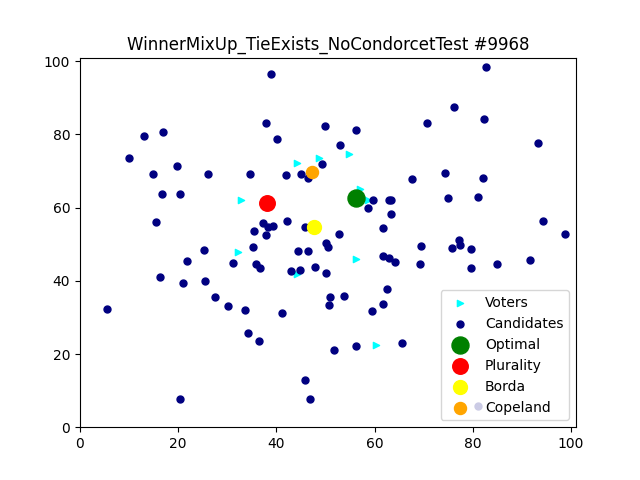 WinnerMixUp_TieExists_NoCondorcetTest #9968
100
80
60
40
20
0
0
20
40
60
80
100
Voters
Candidates
Optimal
Plurality
Borda
Copeland